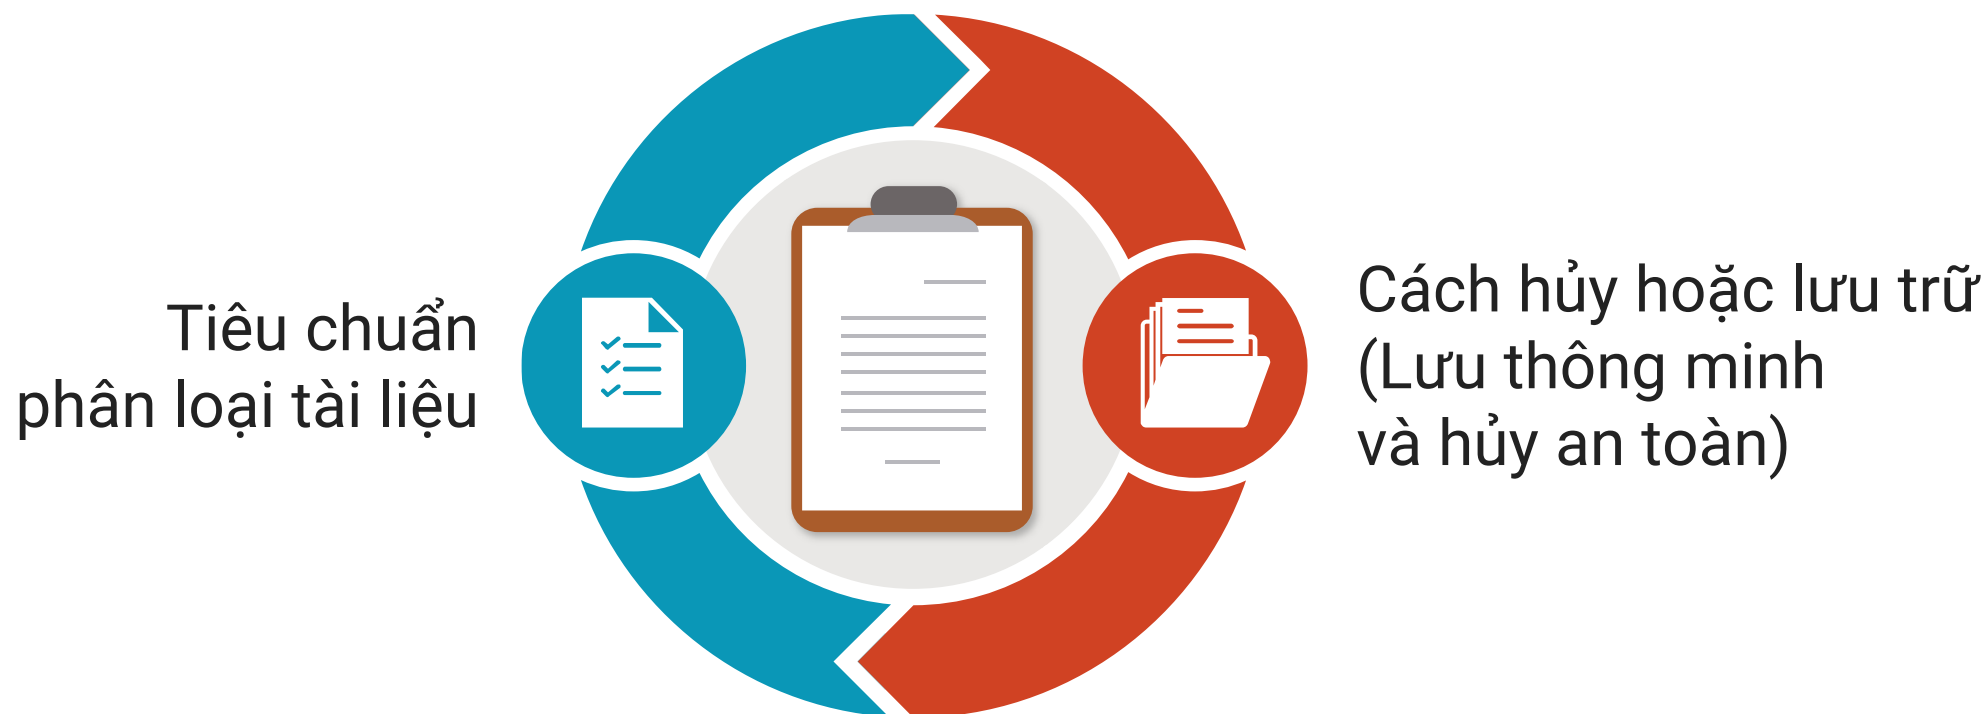 Tiêu chuẩn
phân loại tài liệu
Cách hủy hoặc lưu trữ
(Lưu thông minh
và hủy an toàn)